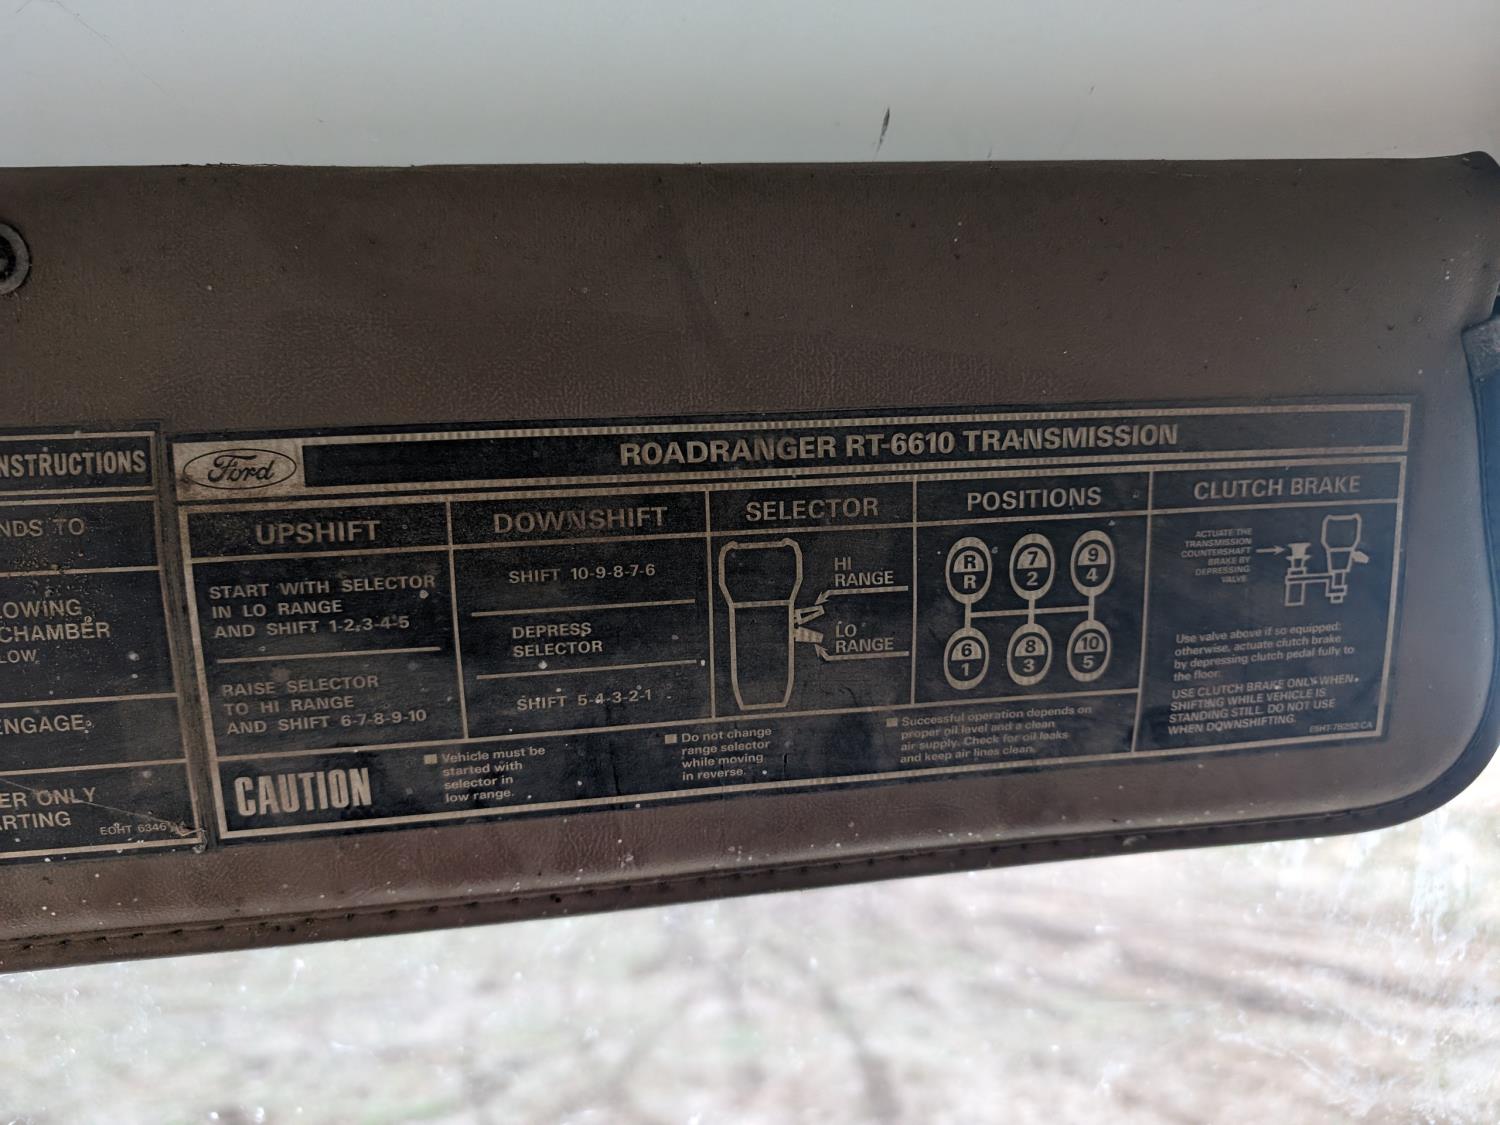 NSTRUCTIONS
NDS TO
LOWING
CHAMBER
LOW
ENGAGE.
ER ONLY
ARTING
EOHT 6346
Ford
ROADRANGER RT-6610 TRANSMISSION
UPSHIFT
START WITH SELECTOR
IN LO RANGE
AND SHIFT 1-2-3-4-5
RAISE SELECTOR
TO HI RANGE
AND SHIFT 6-7-8-9-10
DOWNSHIFT
SHIFT 10-9-8-7-6
DEPRESS
SELECTOR
SHIFT 5-4-3-2-1
SELECTOR
HI
RANGE
LO
RANGE
POSITIONS
R 7 9
R 2 4
6 8 10
1 3 5
CLUTCH BRAKE
ACTUATE THE
TRANSMISSION
COUNTERSHAFT
BRAKE BY
DEPRESSING
VALVE
Use valve above if so equipped:
otherwise, actuate clutch brake
by depressing clutch pedal fully to
the floor.
USE CLUTCH BRAKE ONLY WHEN
SHIFTING WHILE VEHICLE IS
STANDING STILL. DO NOT USE
WHEN DOWNSHIFTING.
CAUTION
Vehicle must be
started with
selector in
low range.
Do not change
range selector
while moving
in reverse.
Successful operation depends on
proper oil level and a clean
air supply. Check for oil leaks
and keep air lines clean.